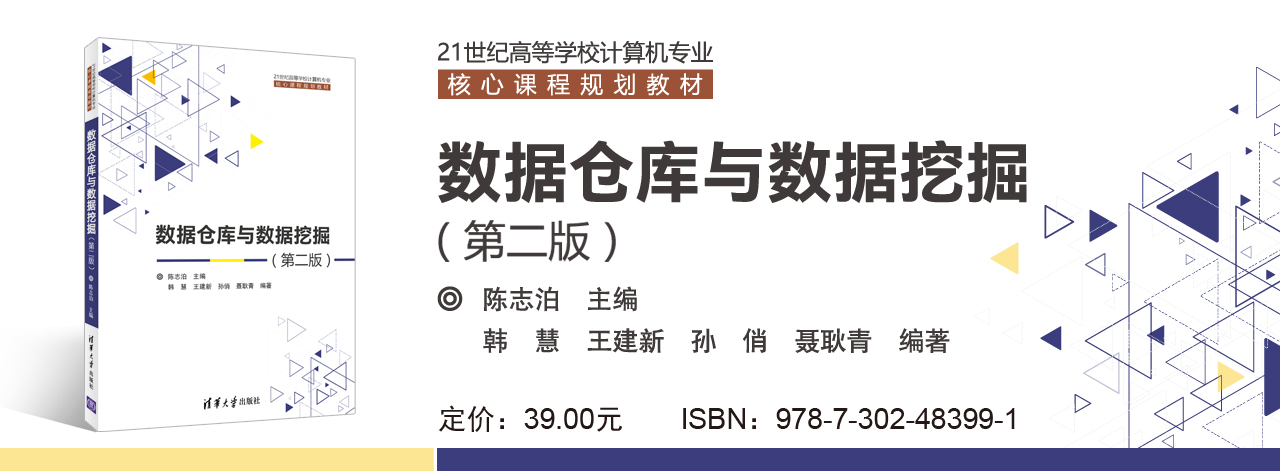 21世纪高等学校计算机专业
核心课程规划教材
数据仓库与数据挖掘
（第二版）
◎ 陈志泊 主编
韩 慧 王建新 孙 俏 聂耿青 编著
定价：39.00元 ISBN：978-7-302-48399-1
21世纪高等学校计算机专业
核心课程规划教材
数据仓库与数据挖掘
（第二版）
◎ 陈志泊 主编
韩 慧 王建新 孙俏 聂耿青 编著
清华大学出版社
数据仓库与数据挖掘（第二版） ◎ 陈志泊 主编
清华大学出版社